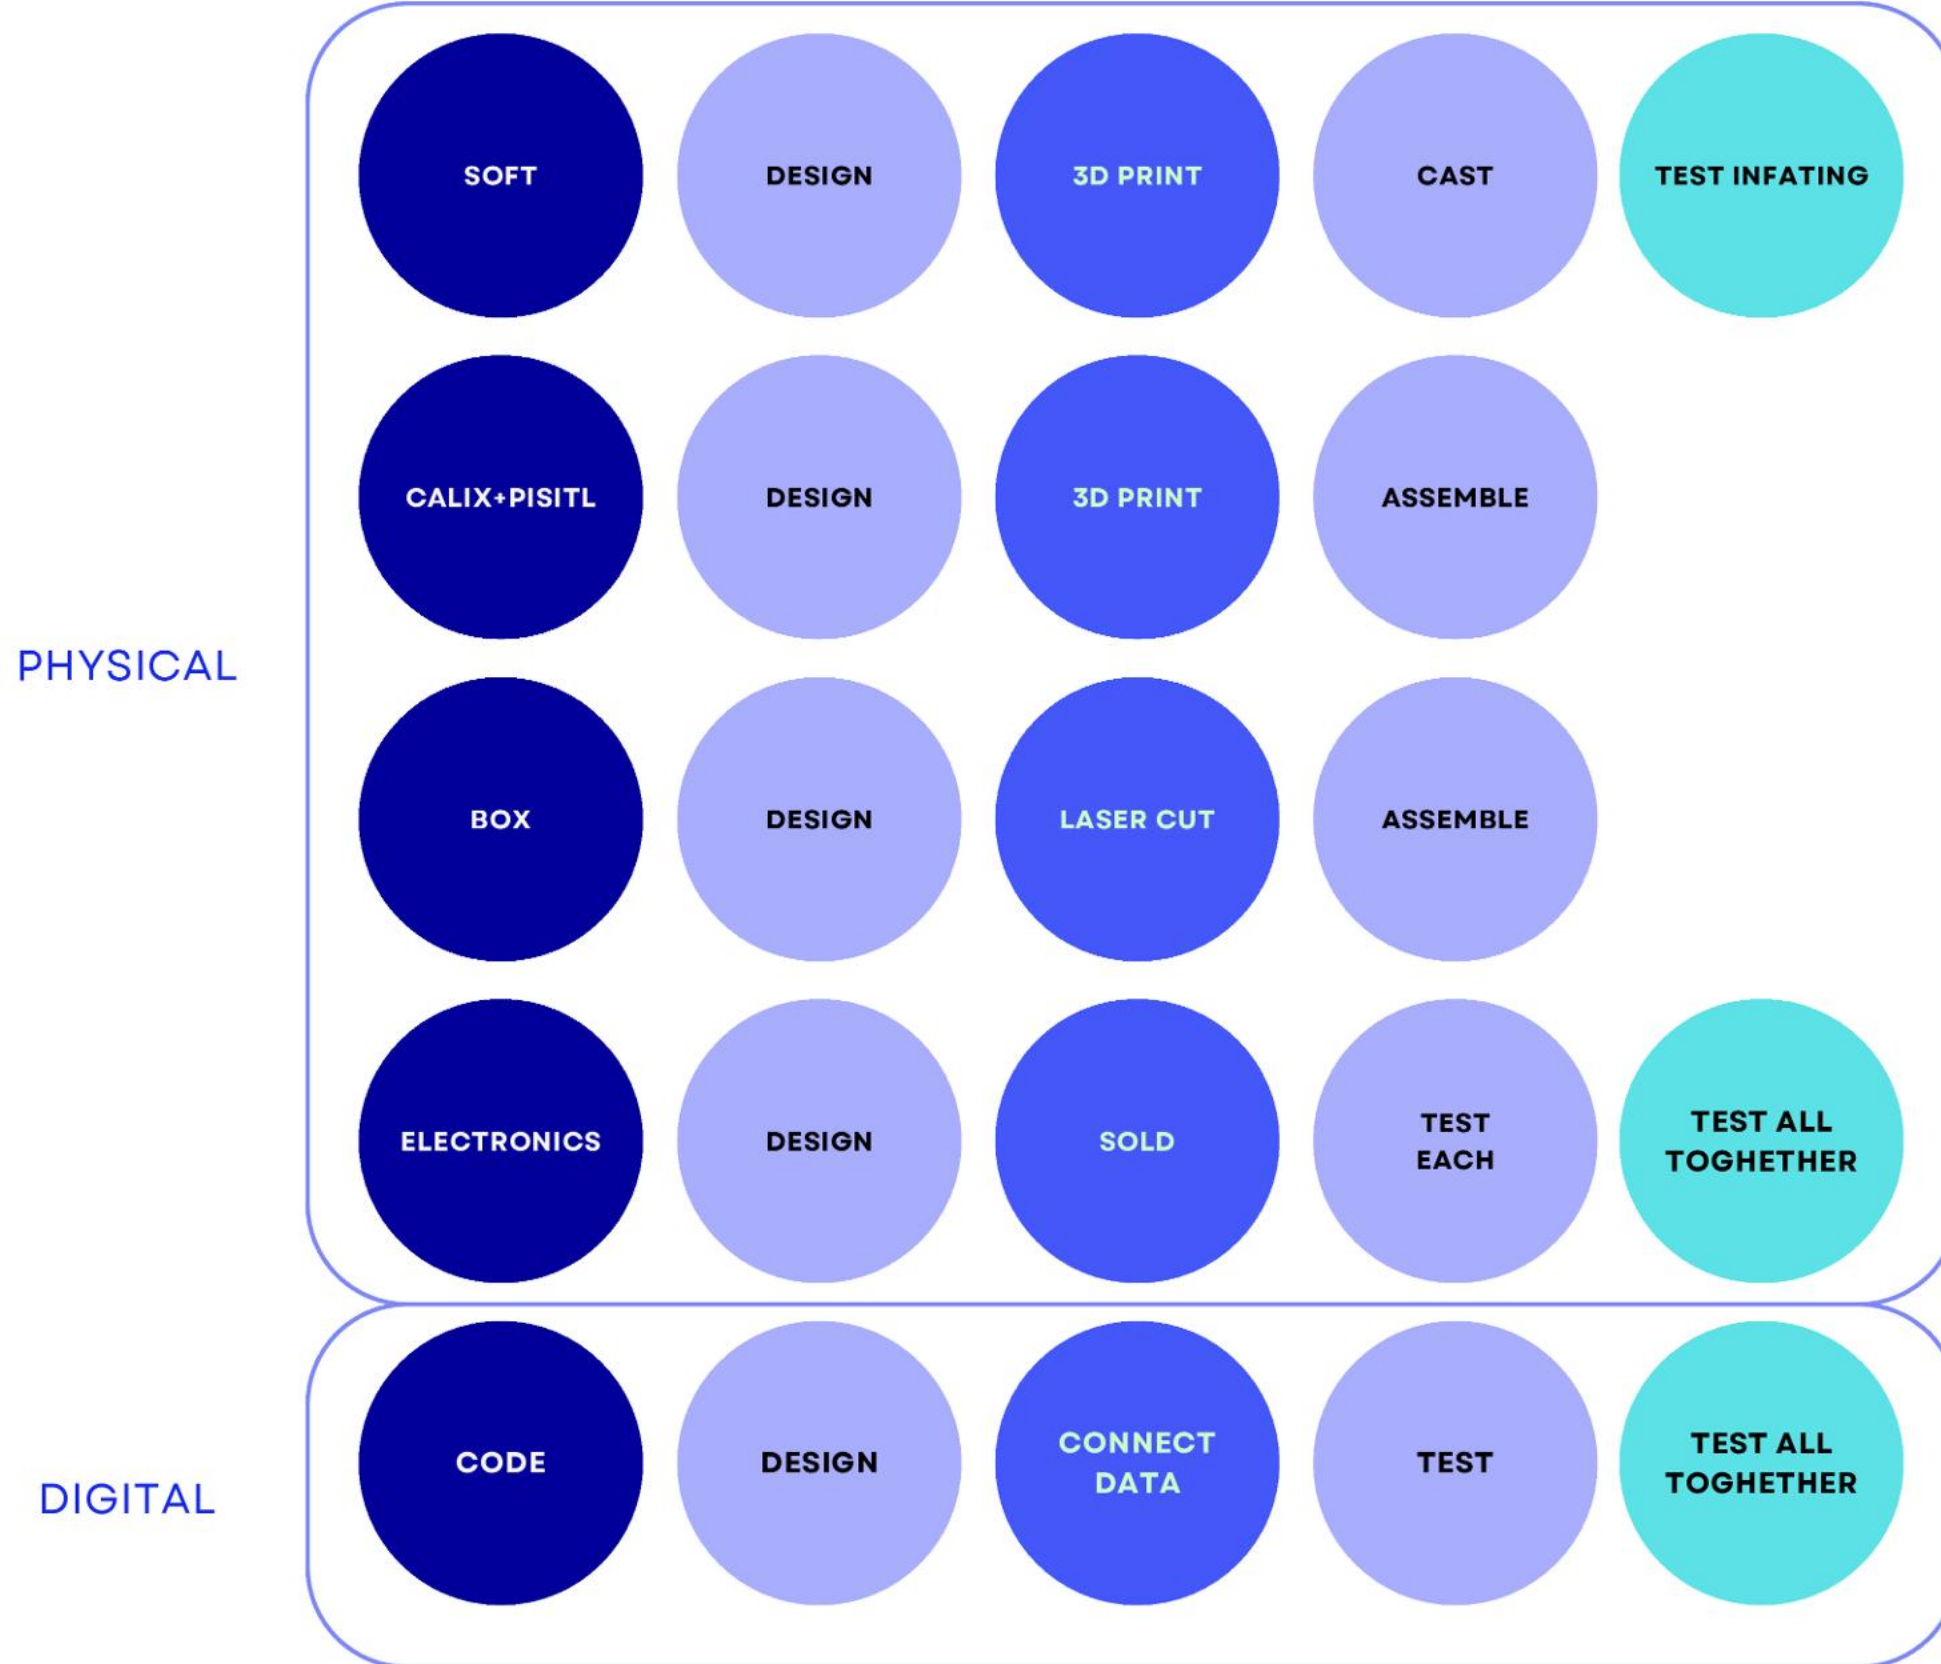 SOFT
DESIGN
3D PRINT
CAST
TEST INFATING
CALIX+PISITL
DESIGN
3D PRINT
ASSEMBLE
PHYSICAL
BOX
DESIGN
LASER CUT
ASSEMBLE
ELECTRONICS
DESIGN
SOLD
TEST
EACH
TEST ALL
TOGHETHER
DIGITAL
CODE
DESIGN
CONNECT
DATA
TEST
TEST ALL
TOGHETHER